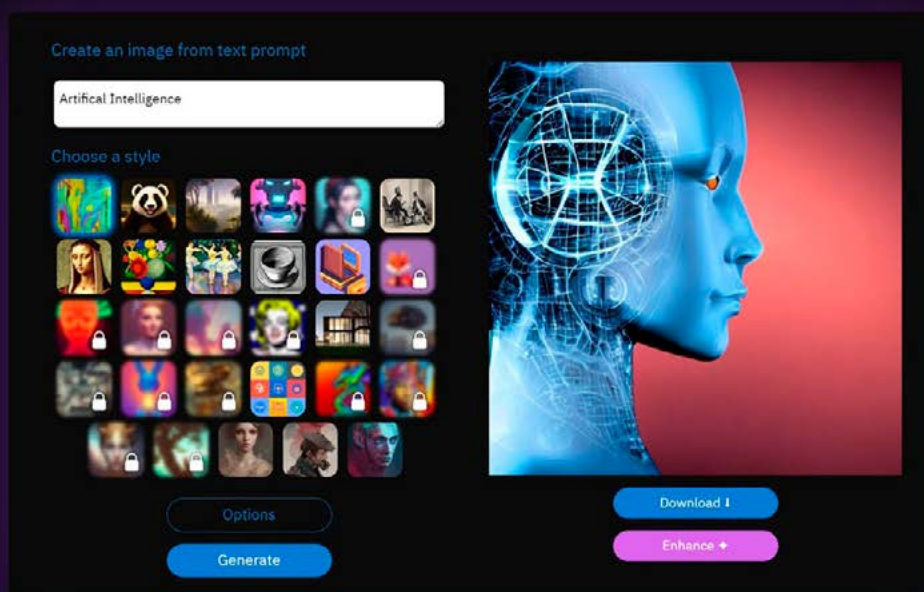 Create an image from text prompt
Artifical Intelligence
Choose a style
Options
Generate
Download ⬇
Enhance ✦